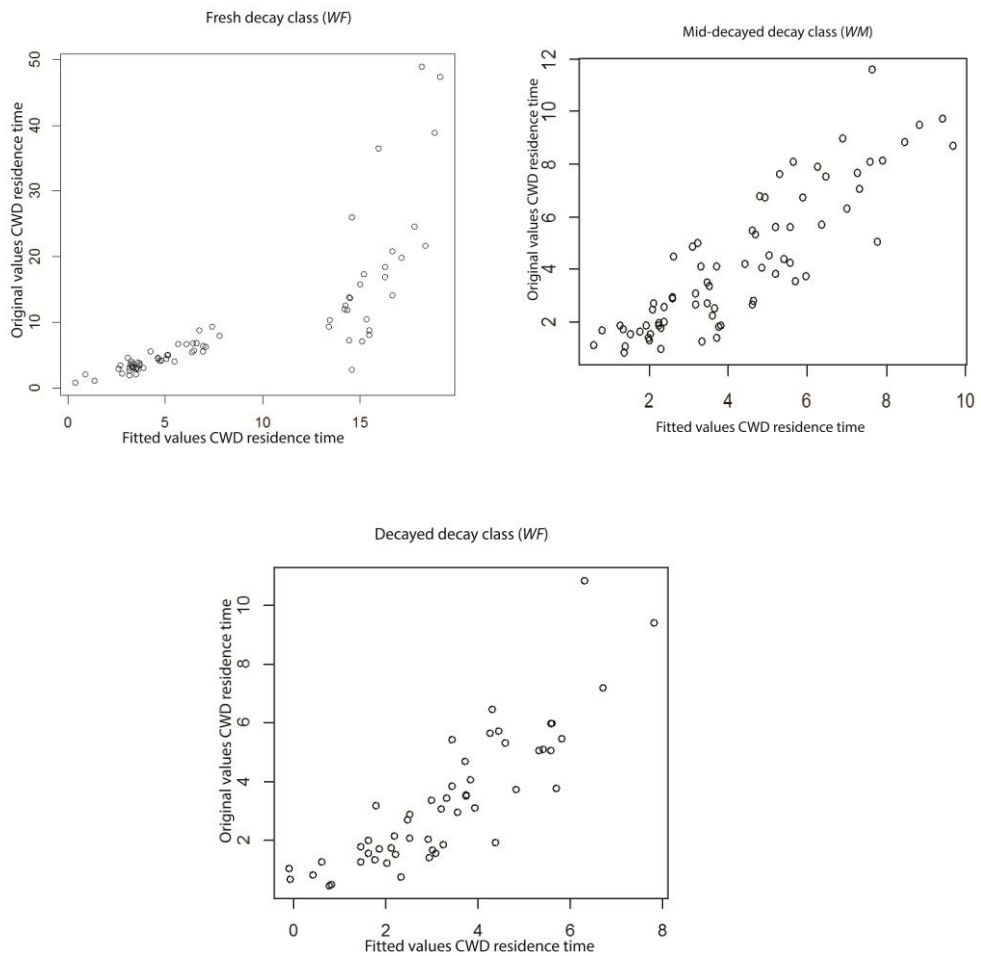 Fresh decay class (WF)
Original values CWD residence time
50
40
30
20
10
0
0 5 10 15
Fitted values CWD residence time
Mid-decayed decay class (WM)
Original values CWD residence time
12
10
8
6
4
2
2 4 6 8 10
Fitted values CWD residence time
Decayed decay class (WF)
Original values CWD residence time
10
8
6
4
2
0 2 4 6 8
Fitted values CWD residence time